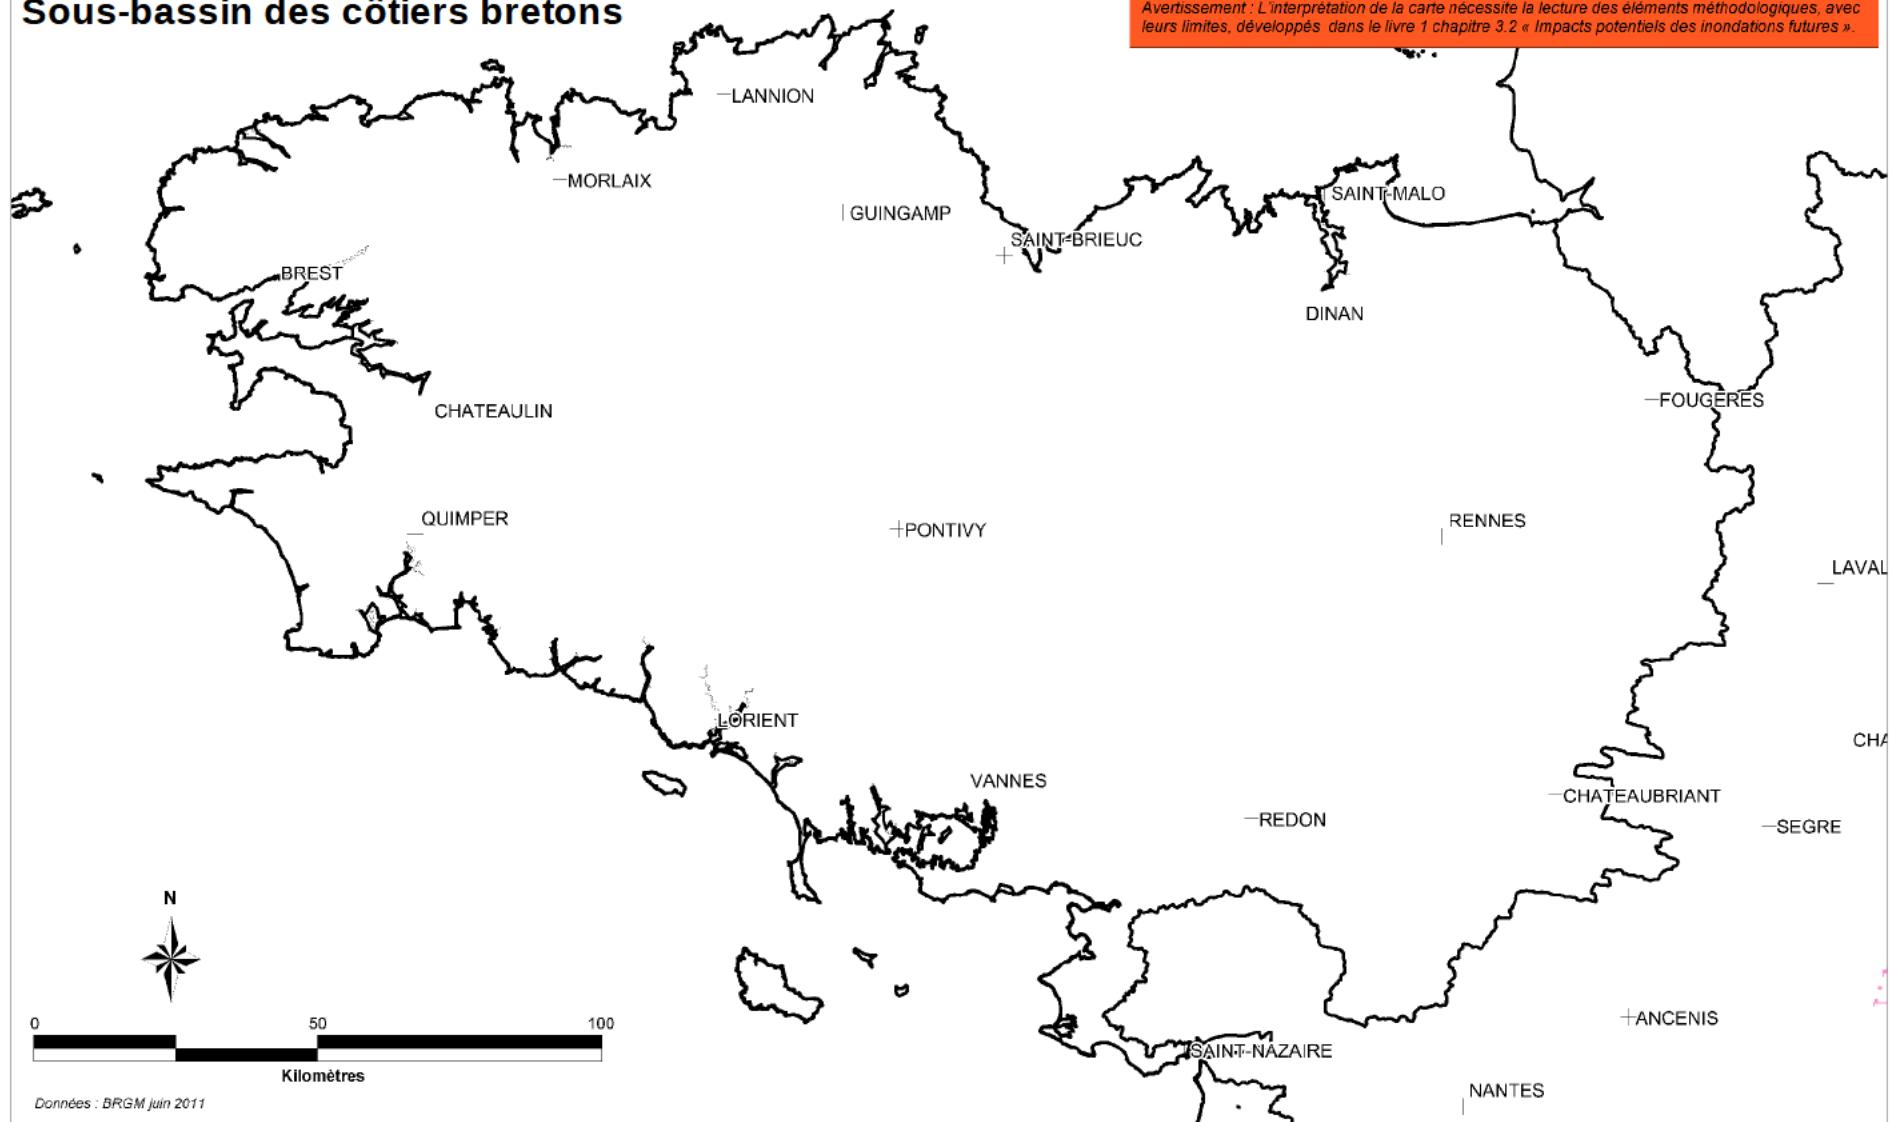 Sous-bassin des côtiers bretons
Avertissement : L'interprétation de la carte nécessite la lecture des éléments méthodologiques, avec
leurs limites, développés dans le livre 1 chapitre 3.2 « Impacts potentiels des inondations futures ».
LANNION
MORLAIX
SAINT-MALO
GUINGAMP
SAINT-BRIEUC
BREST
DINAN
FOUGERES
CHATEAULIN
QUIMPER
RENNES
PONTIVY
LAVAL
LORIENT
CHA
VANNES
CHATEAUBRIANT
REDON
SEGRE
N
ANCENIS
0 50 100
SAINT-NAZAIRE
Kilomètres
NANTES
Données : BRGM juin 2011